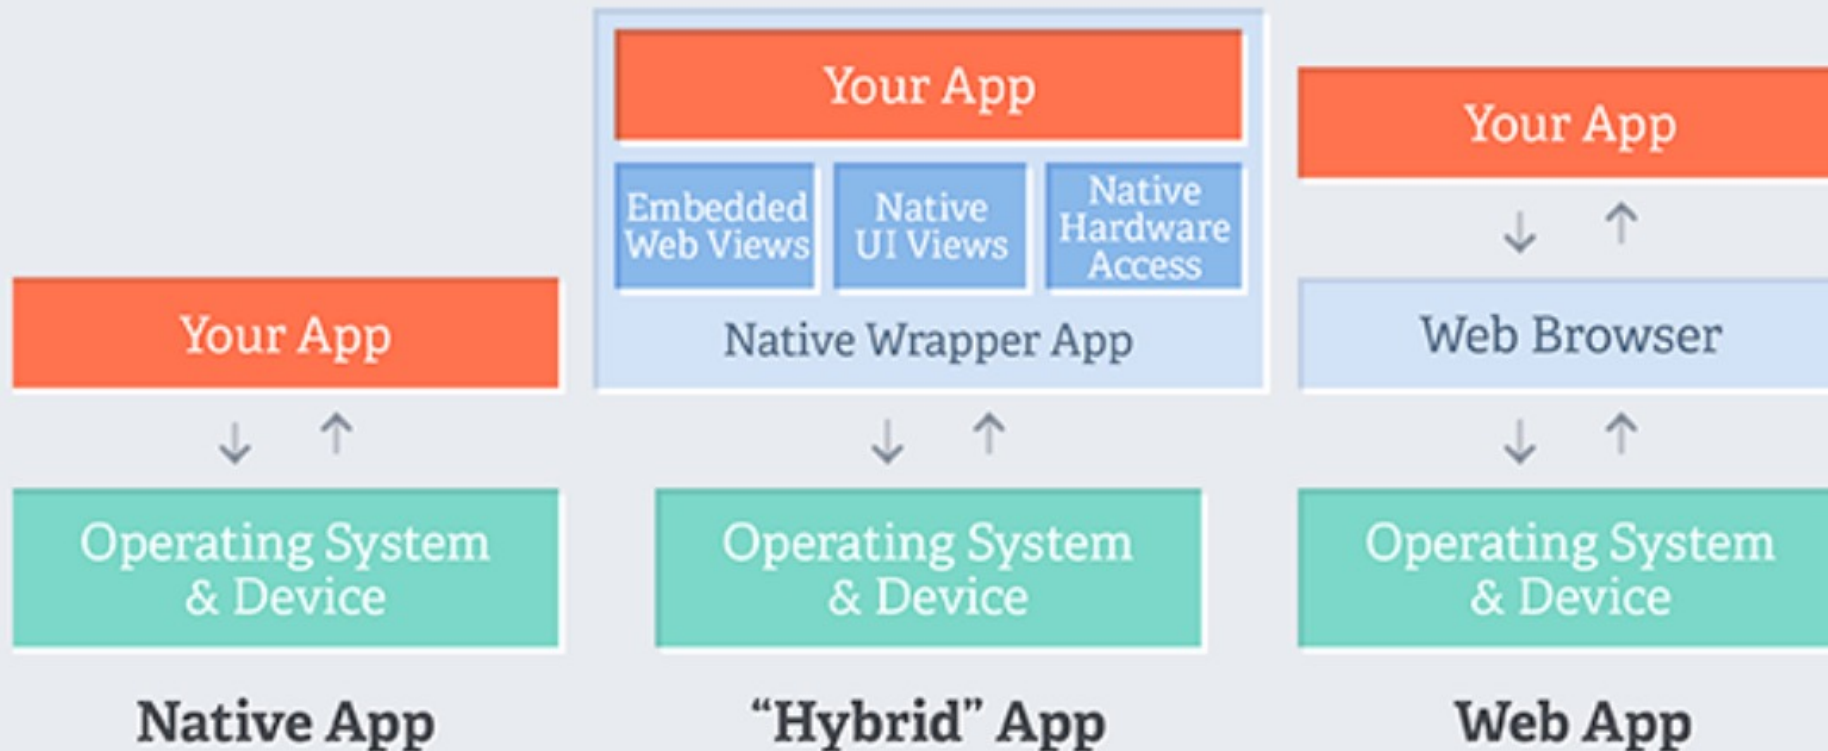 Your App
Operating System
& Device
Native App
Your App
Embedded
Web Views
Native
UI Views
Native
Hardware
Access
Native Wrapper App
Operating System
& Device
“Hybrid” App
Your App
Web Browser
Operating System
& Device
Web App